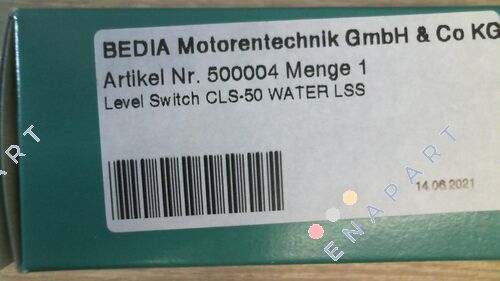 BEDIA Motorentechnik GmbH & Co KG
Artikel Nr. 500004 Menge 1
Level Switch CLS-50 WATER LSS
14.06.2021
ENAPART
ENAPART